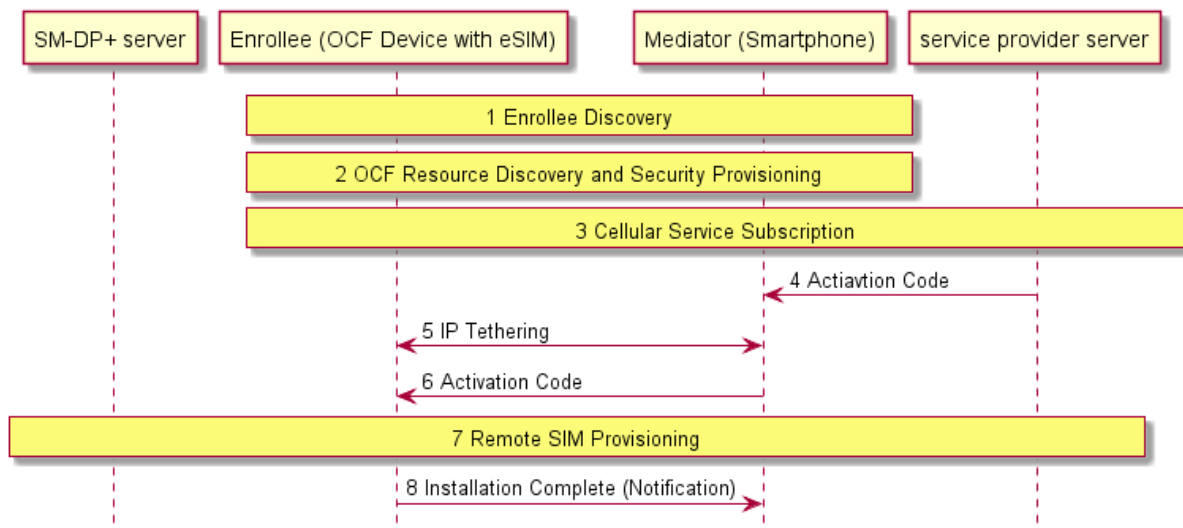 SM-DP+ server
Enrollee (OCF Device with eSIM)
Mediator (Smartphone)
service provider server
1 Enrollee Discovery
2 OCF Resource Discovery and Security Provisioning
3 Cellular Service Subscription
4 Actiavtion Code
5 IP Tethering
6 Activation Code
7 Remote SIM Provisioning
8 Installation Complete (Notification)